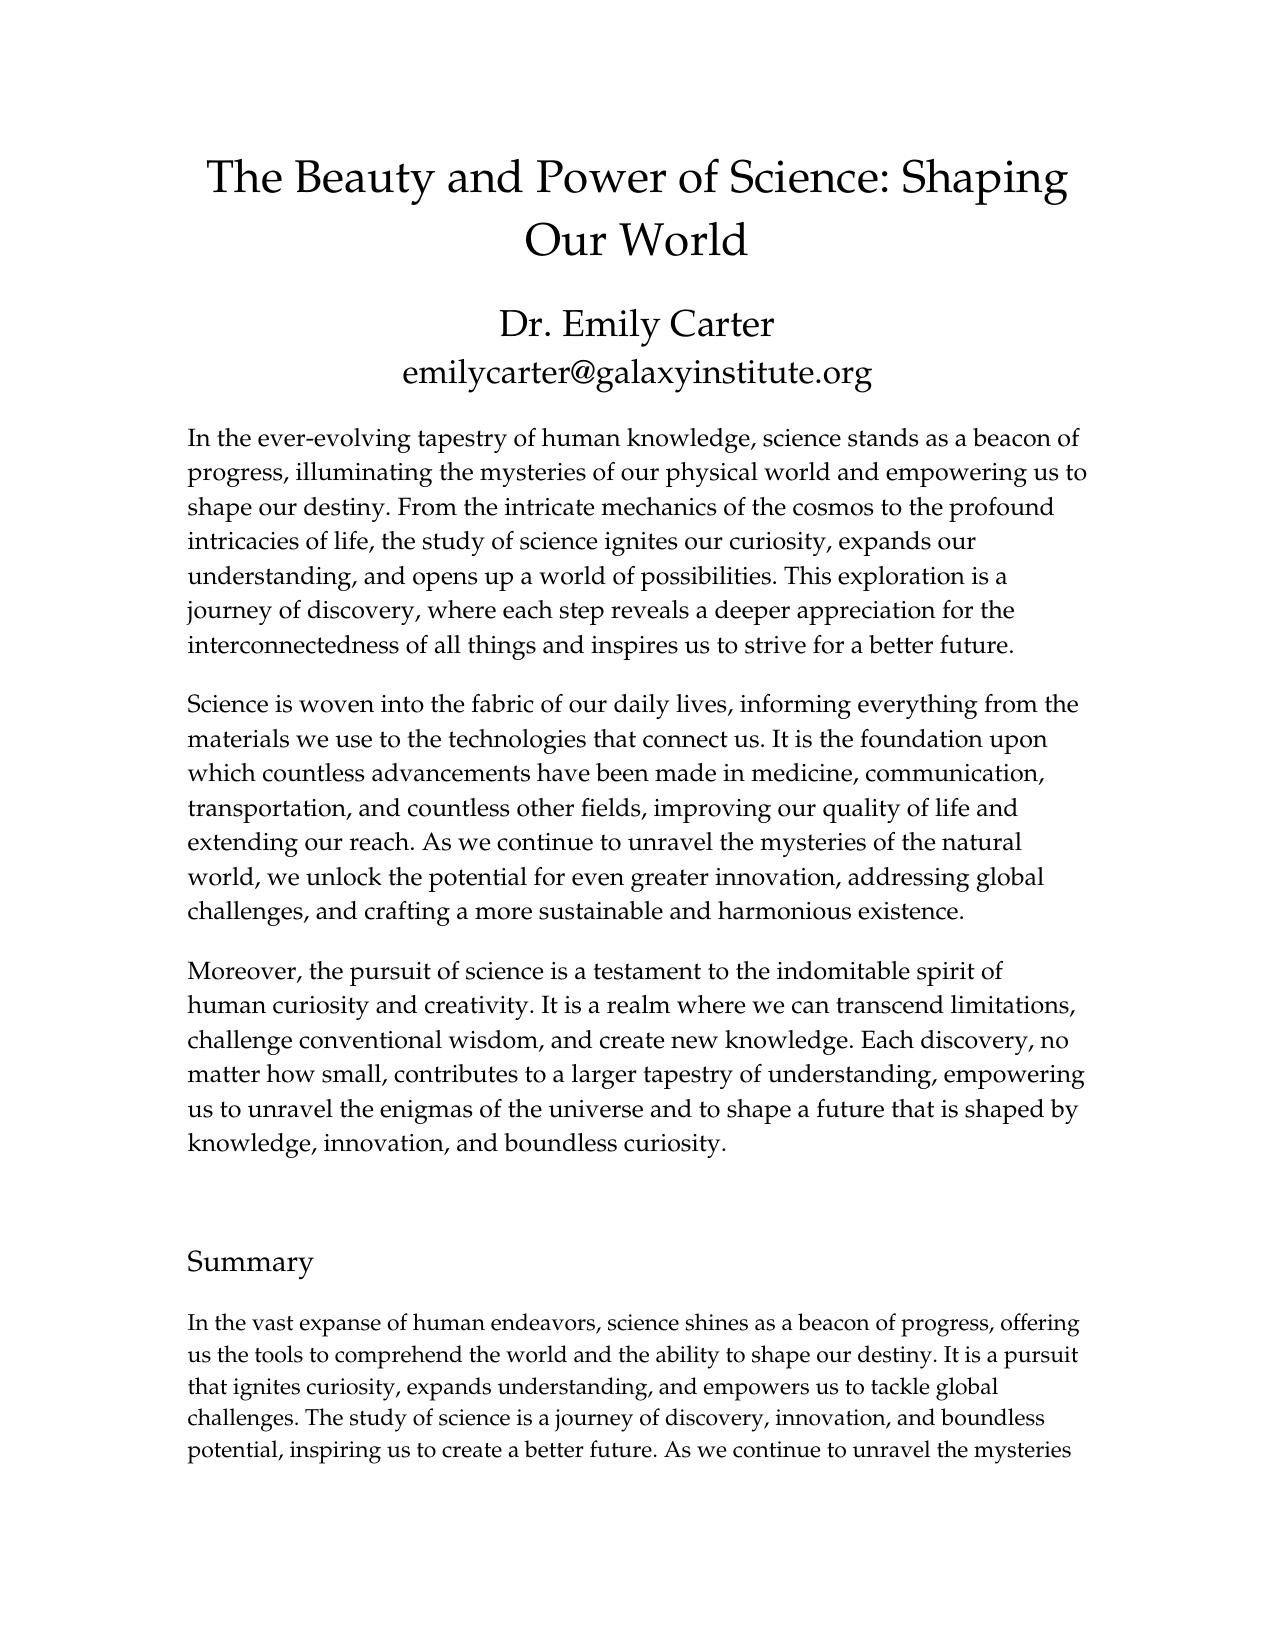 The Beauty and Power of Science: Shaping
Our World
Dr. Emily Carter
emilycarter@galaxyinstitute.org
In the ever-evolving tapestry of human knowledge, science stands as a beacon of
progress, illuminating the mysteries of our physical world and empowering us to
shape our destiny. From the intricate mechanics of the cosmos to the profound
intricacies of life, the study of science ignites our curiosity, expands our
understanding, and opens up a world of possibilities. This exploration is a
journey of discovery, where each step reveals a deeper appreciation for the
interconnectedness of all things and inspires us to strive for a better future.
Science is woven into the fabric of our daily lives, informing everything from the
materials we use to the technologies that connect us. It is the foundation upon
which countless advancements have been made in medicine, communication,
transportation, and countless other fields, improving our quality of life and
extending our reach. As we continue to unravel the mysteries of the natural
world, we unlock the potential for even greater innovation, addressing global
challenges, and crafting a more sustainable and harmonious existence.
Moreover, the pursuit of science is a testament to the indomitable spirit of
human curiosity and creativity. It is a realm where we can transcend limitations,
challenge conventional wisdom, and create new knowledge. Each discovery, no
matter how small, contributes to a larger tapestry of understanding, empowering
us to unravel the enigmas of the universe and to shape a future that is shaped by
knowledge, innovation, and boundless curiosity.
Summary
In the vast expanse of human endeavors, science shines as a beacon of progress, offering
us the tools to comprehend the world and the ability to shape our destiny. It is a pursuit
that ignites curiosity, expands understanding, and empowers us to tackle global
challenges. The study of science is a journey of discovery, innovation, and boundless
potential, inspiring us to create a better future. As we continue to unravel the mysteries